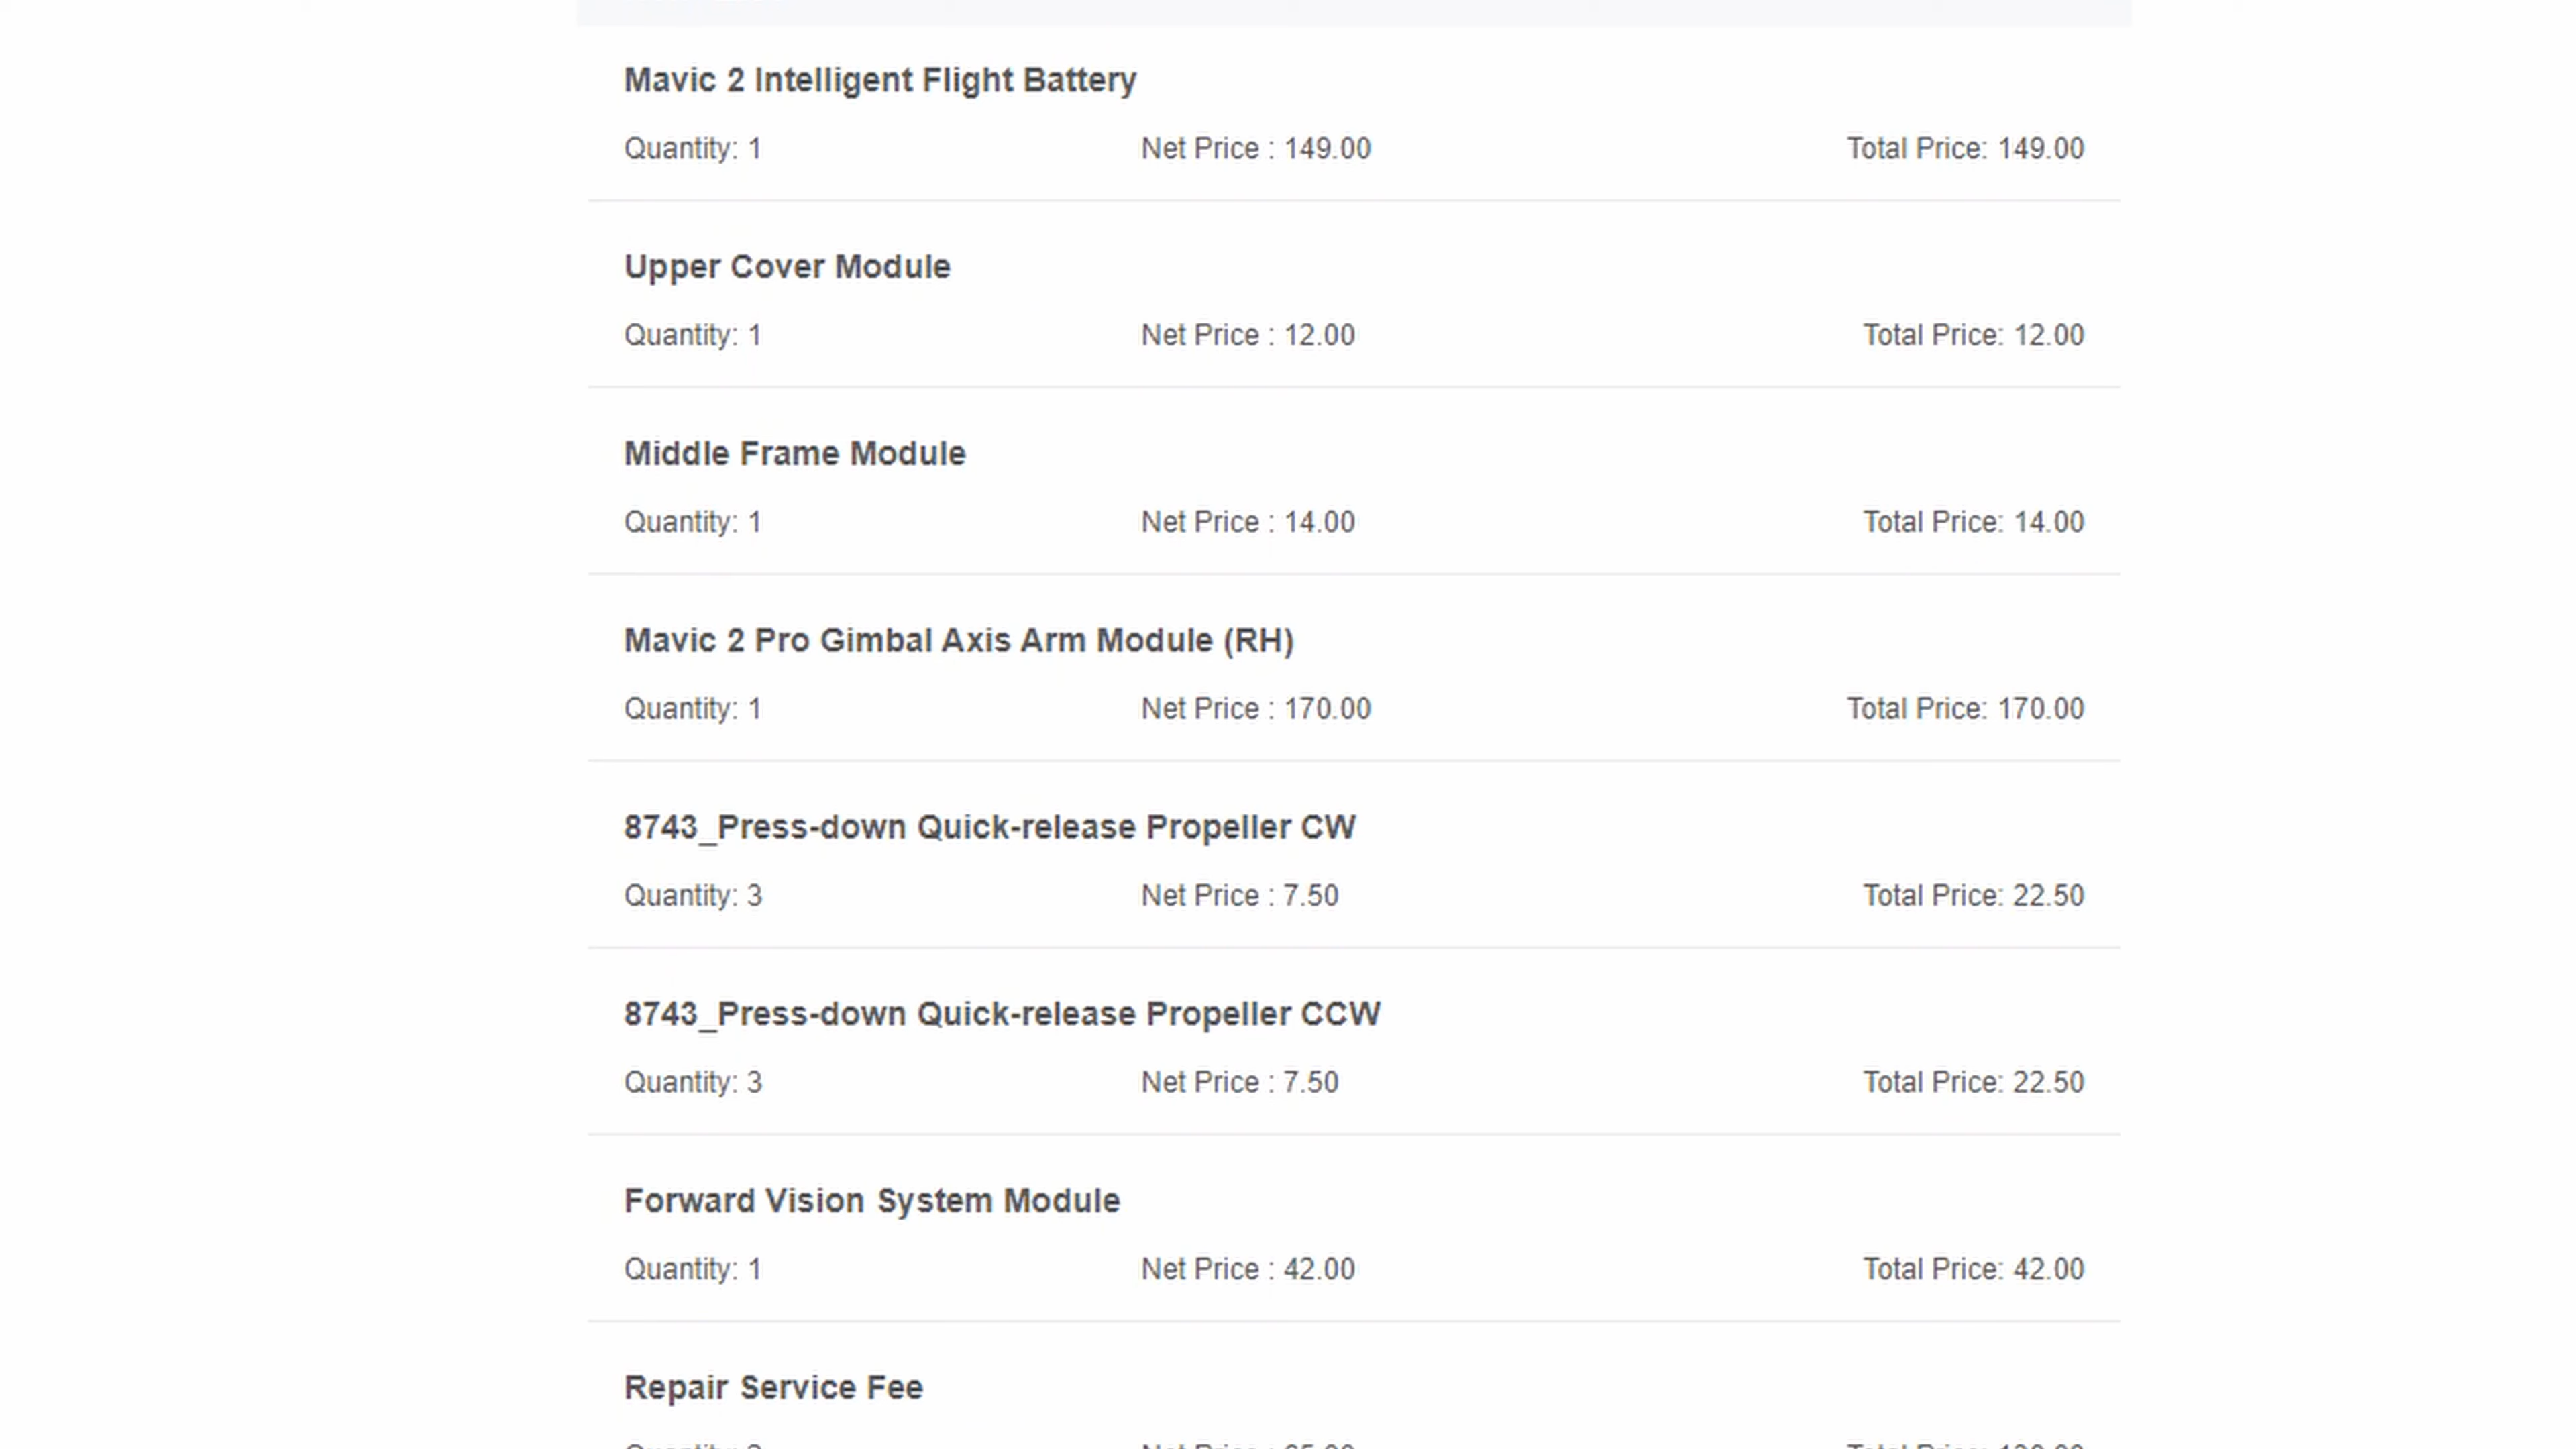 Mavic 2 Intelligent Flight Battery
Quantity: 1 Net Price : 149.00 Total Price: 149.00
Upper Cover Module
Quantity: 1 Net Price : 12.00 Total Price: 12.00
Middle Frame Module
Quantity: 1 Net Price : 14.00 Total Price: 14.00
Mavic 2 Pro Gimbal Axis Arm Module (RH)
Quantity: 1 Net Price : 170.00 Total Price: 170.00
8743_Press-down Quick-release Propeller CW
Quantity: 3 Net Price : 7.50 Total Price: 22.50
8743_Press-down Quick-release Propeller CCW
Quantity: 3 Net Price : 7.50 Total Price: 22.50
Forward Vision System Module
Quantity: 1 Net Price : 42.00 Total Price: 42.00
Repair Service Fee